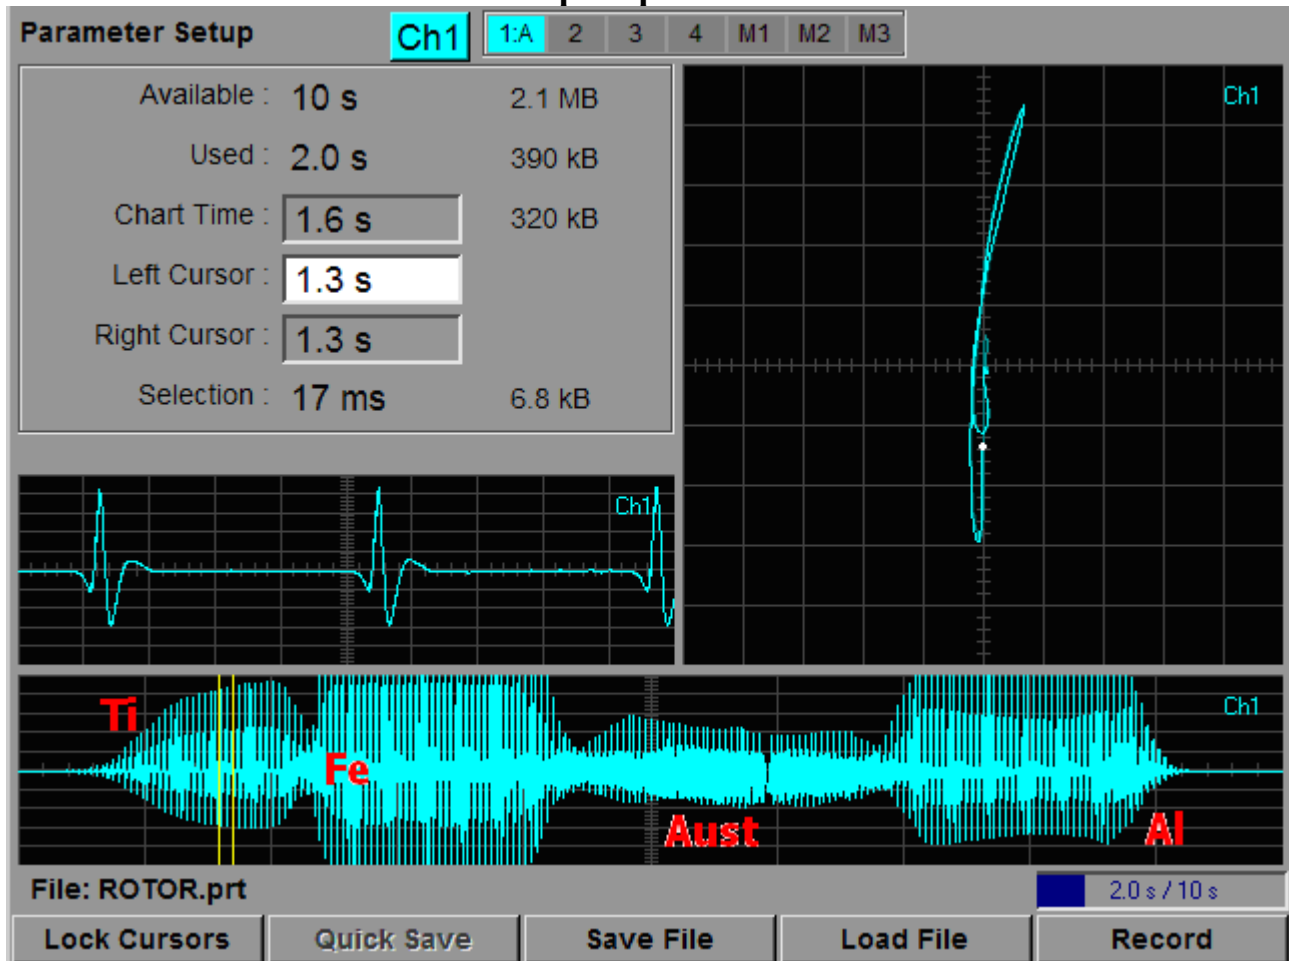 Parameter Setup Ch1 1:A 2 3 4 M1 M2 M3
Available : 10 s 2.1 MB
Used : 2.0 s 390 kB
Chart Time : 1.6 s 320 kB
Left Cursor : 1.3 s
Right Cursor : 1.3 s
Selection : 17 ms 6.8 kB
Ch1
Ch1
Ti
Fe
Aust
Al
Ch1
File: ROTOR.prt
2.0 s / 10 s
Lock Cursors Quick Save Save File Load File Record